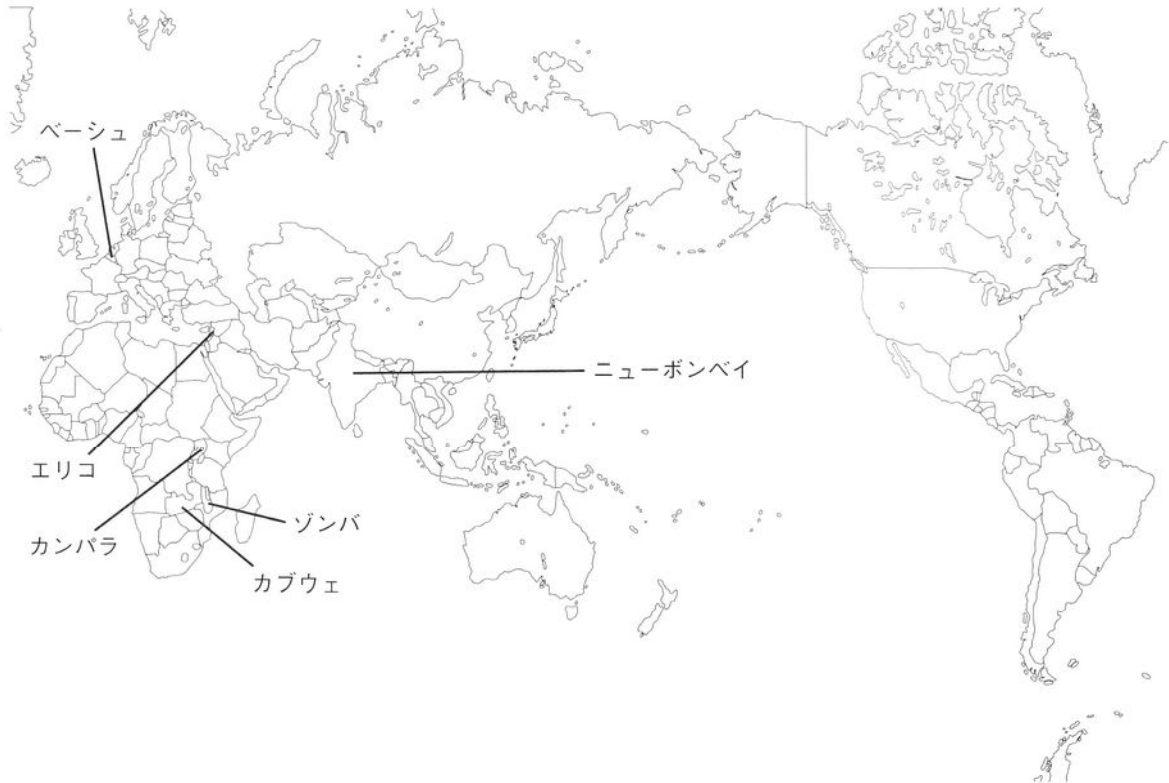 ベーシュ
ニューボンベイ
エリコ
ゾンバ
カンパラ
カブウェ